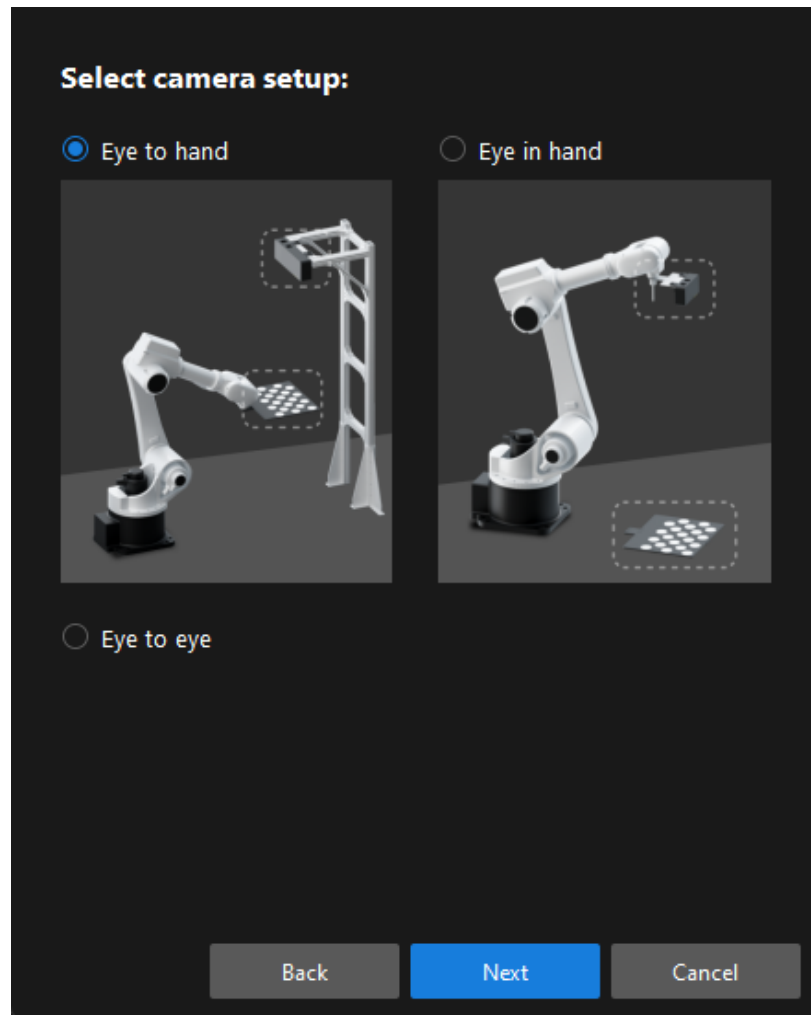 Select camera setup:
Eye to hand
Eye in hand
Eye to eye
Back
Next
Cancel